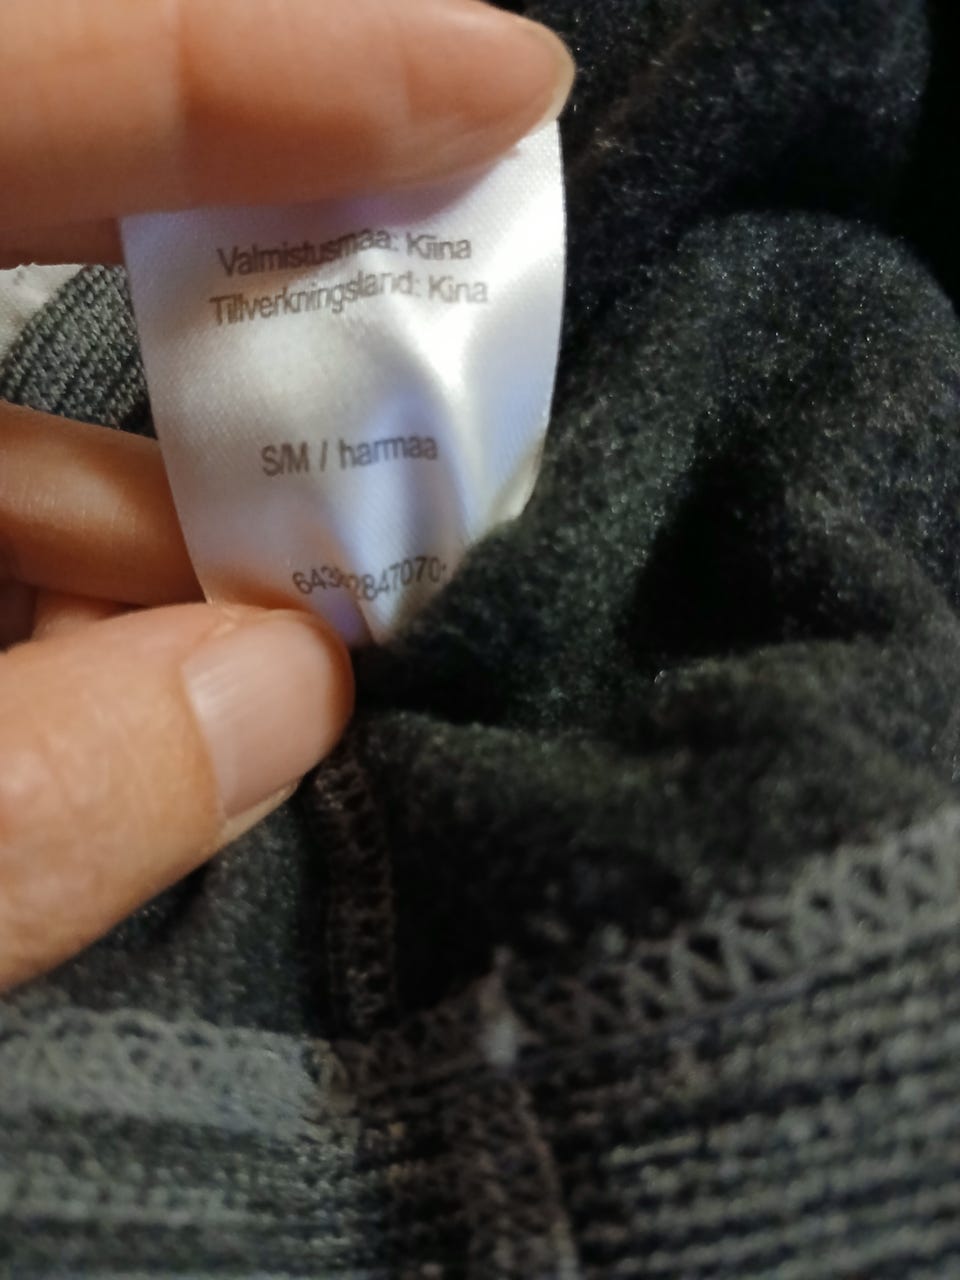 Valmistusmaa: Kiina
Tillverkningsland: Kina
S/M / harmaa